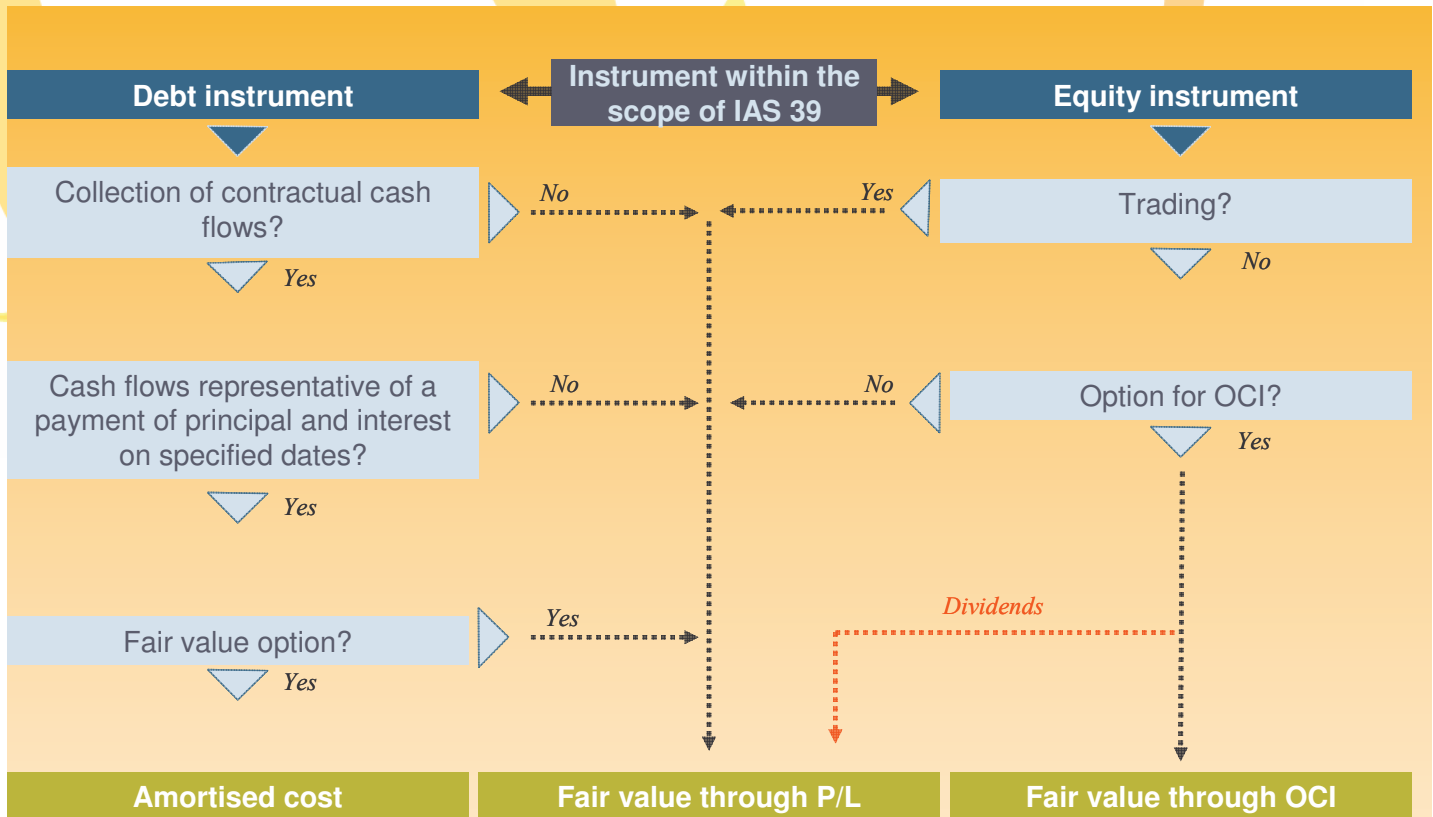 Instrument within the
scope of IAS 39
Debt instrument
Equity instrument
Collection of contractual cash
flows?
No
Yes
Trading?
Yes
No
Cash flows representative of a
payment of principal and interest
on specified dates?
No
No
Option for OCI?
Yes
Yes
Dividends
Fair value option?
Yes
Yes
Amortised cost
Fair value through P/L
Fair value through OCI